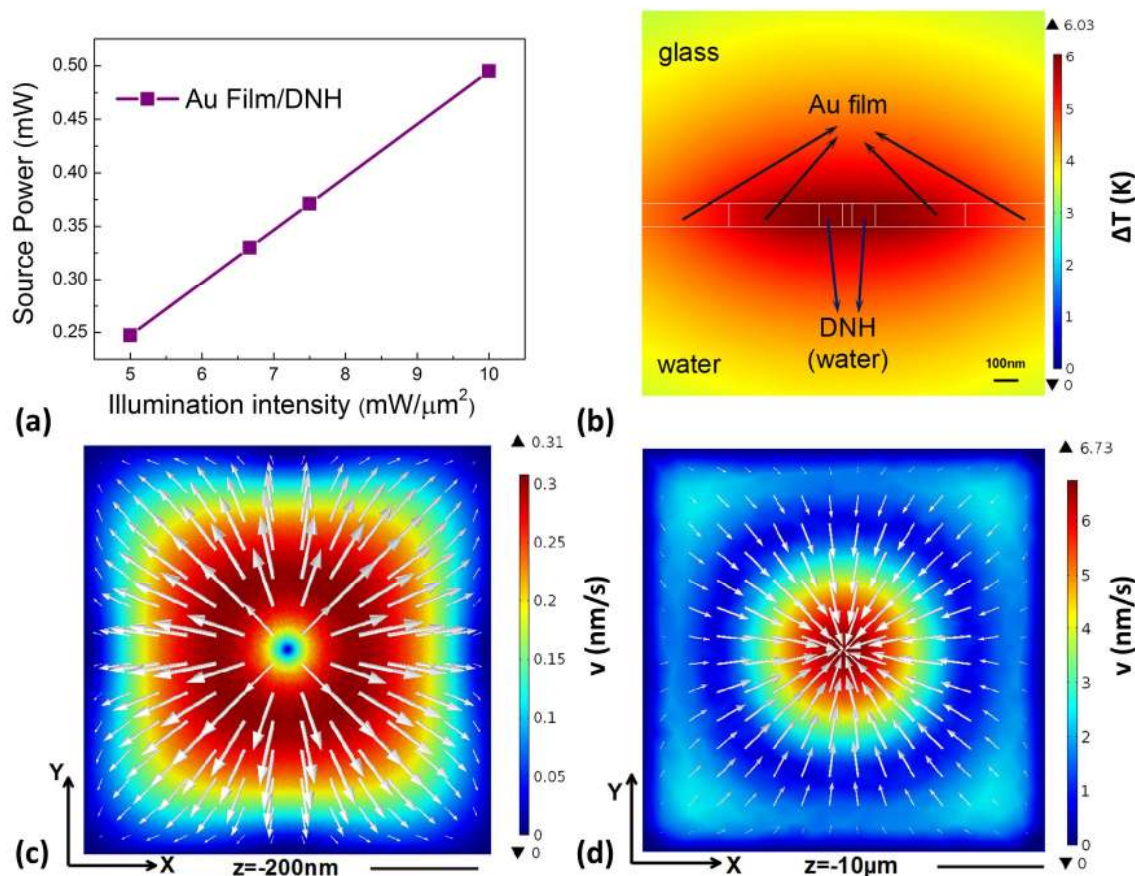 0.50
0.45
0.40
0.35
0.30
0.25
Source Power (mW)
Au Film/DNH
5 6 7 8 9 10
Illumination intensity (mW/μm²)
(a)
glass
Au film
DNH
(water)
water
100nm
▲ 6.03
6
5
4
3
2
1
0
▼ 0
ΔT (K)
(b)
▲ 0.31
0.3
0.25
0.2
0.15
0.1
0.05
0
▼ 0
v (nm/s)
Y
X
z=-200nm
(c)
▲ 6.73
6
5
4
3
2
1
0
▼ 0
v (nm/s)
Y
X
z=-10μm
(d)